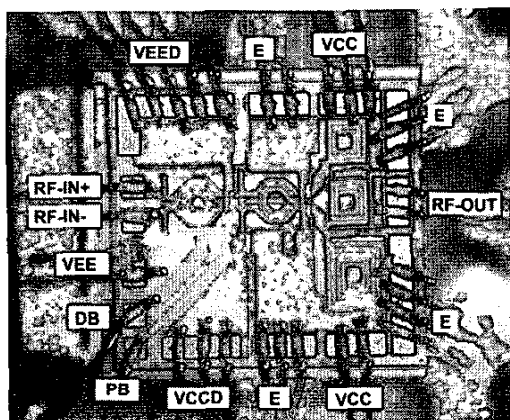 VEED E VCC
E
RF-IN+
RF-IN-
RF-OUT
VEE
DB
E
PB VCCD E VCC